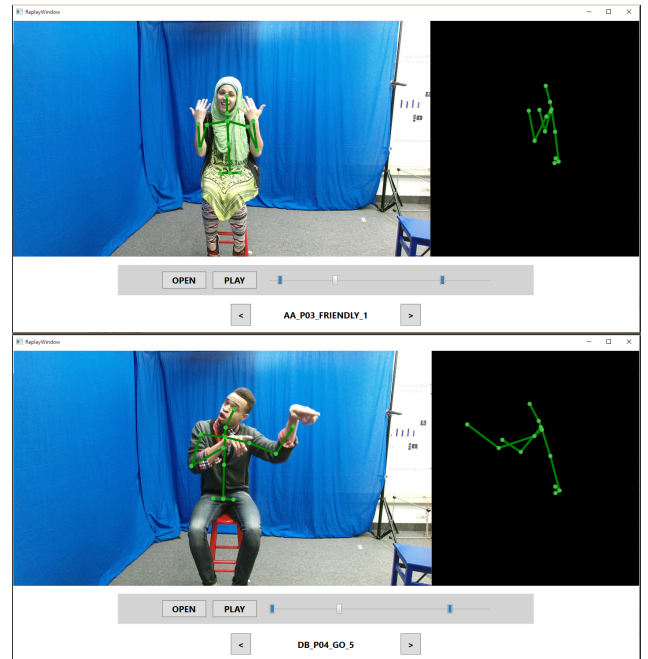 ReplayWindow
OPEN PLAY
< AA_P03_FRIENDLY_1 >
ReplayWindow
OPEN PLAY
< DB_P04_GO_5 >